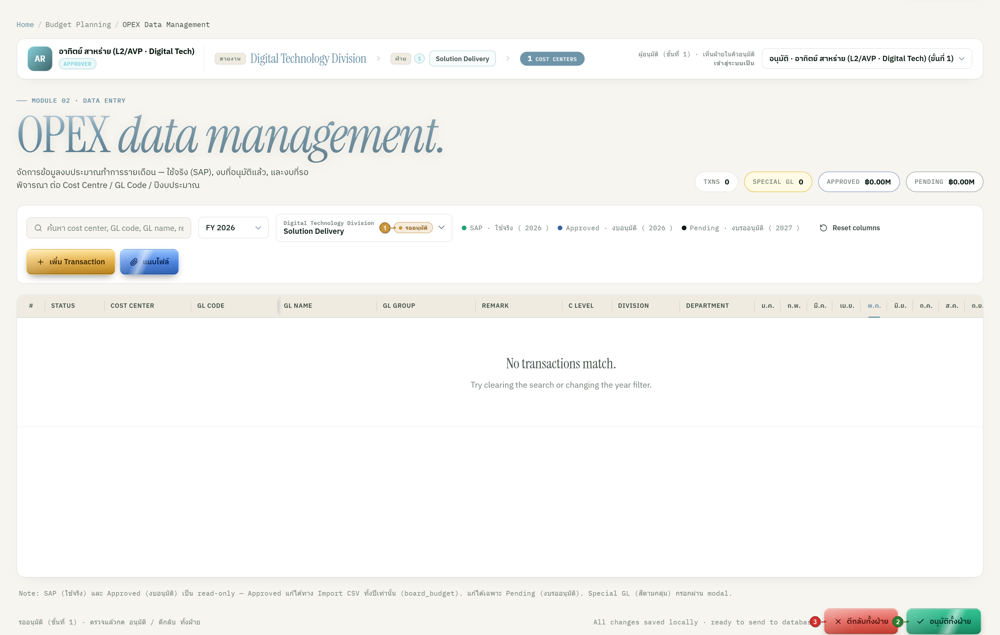 Home / Budget Planning / OPEX Data Management
AR
อาทิตย์ สาหร่าย (L2/AVP · Digital Tech)
APPROVER
สายงาน Digital Technology Division > ฝ่าย 1 Solution Delivery > 1 COST CENTERS
ผู้อนุมัติ (ขั้นที่ 1) · เห็นฝ่ายในคิวอนุมัติ
เข้าสู่ระบบเป็น
อนุมัติ · อาทิตย์ สาหร่าย (L2/AVP · Digital Tech) (ขั้นที่ 1)
MODULE 02 · DATA ENTRY
OPEX data management.
จัดการข้อมูลงบประมาณทำการรายเดือน — ใช้จริง (SAP), งบที่อนุมัติแล้ว, และงบที่รอ
พิจารณา ต่อ Cost Centre / GL Code / ปีงบประมาณ
TXNS 0 SPECIAL GL 0 APPROVED ฿0.00M PENDING ฿0.00M
ค้นหา cost center, GL code, GL name, re
FY 2026
Digital Technology Division
Solution Delivery
1 รออนุมัติ
SAP · ใช้จริง ( 2026 ) Approved · งบอนุมัติ ( 2026 ) Pending · งบรออนุมัติ ( 2027 ) Reset columns
เพิ่ม Transaction แนบไฟล์
# STATUS COST CENTER GL CODE GL NAME GL GROUP REMARK C LEVEL DIVISION DEPARTMENT ม.ค. ก.พ. มี.ค. เม.ย. พ.ค. มิ.ย. ก.ค. ส.ค. ก.ย.
No transactions match.
Try clearing the search or changing the year filter.
Note: SAP (ใช้จริง) และ Approved (งบอนุมัติ) เป็น read-only — Approved แก้ได้ทาง Import CSV ทั้งปีเท่านั้น (board_budget). แก้ได้เฉพาะ Pending (งบรออนุมัติ). Special GL (สีตามกลุ่ม) กรอกผ่าน modal.
รออนุมัติ (ขั้นที่ 1) · ตรวจแล้วกด อนุมัติ / ตีกลับ ทั้งฝ่าย
All changes saved locally · ready to send to databas
3 ตีกลับทั้งฝ่าย 2 อนุมัติทั้งฝ่าย